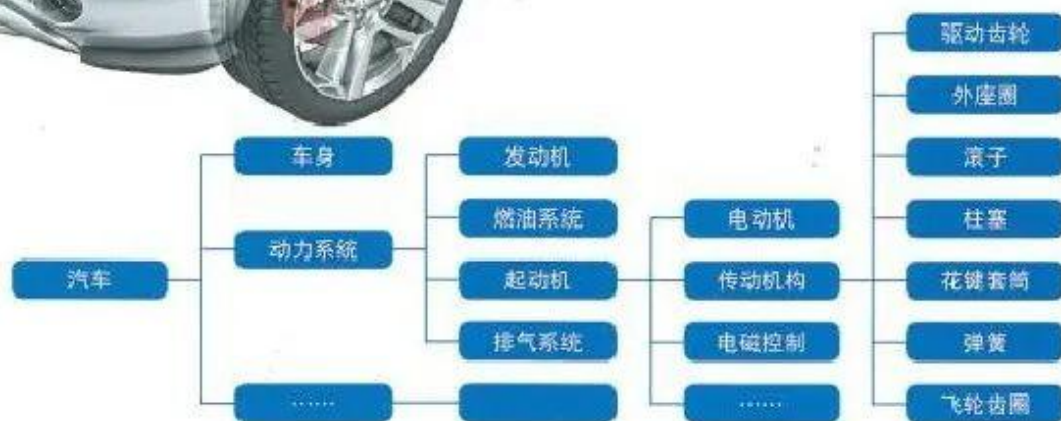 汽车
车身
动力系统
......
发动机
燃油系统
起动机
排气系统
电动机
传动机构
电磁控制
......
驱动齿轮
外座圈
滚子
柱塞
花键套筒
弹簧
飞轮齿圈